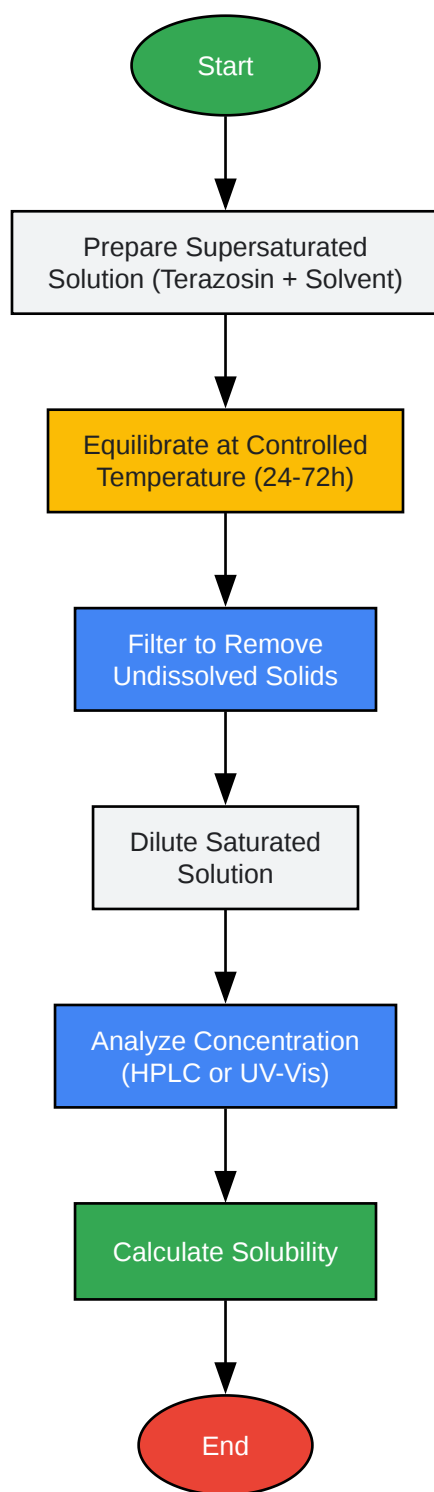 Start
Prepare Supersaturated
Solution (Terazosin + Solvent)
Equilibrate at Controlled
Temperature (24-72h)
Filter to Remove
Undissolved Solids
Dilute Saturated
Solution
Analyze Concentration
(HPLC or UV-Vis)
Calculate Solubility
End